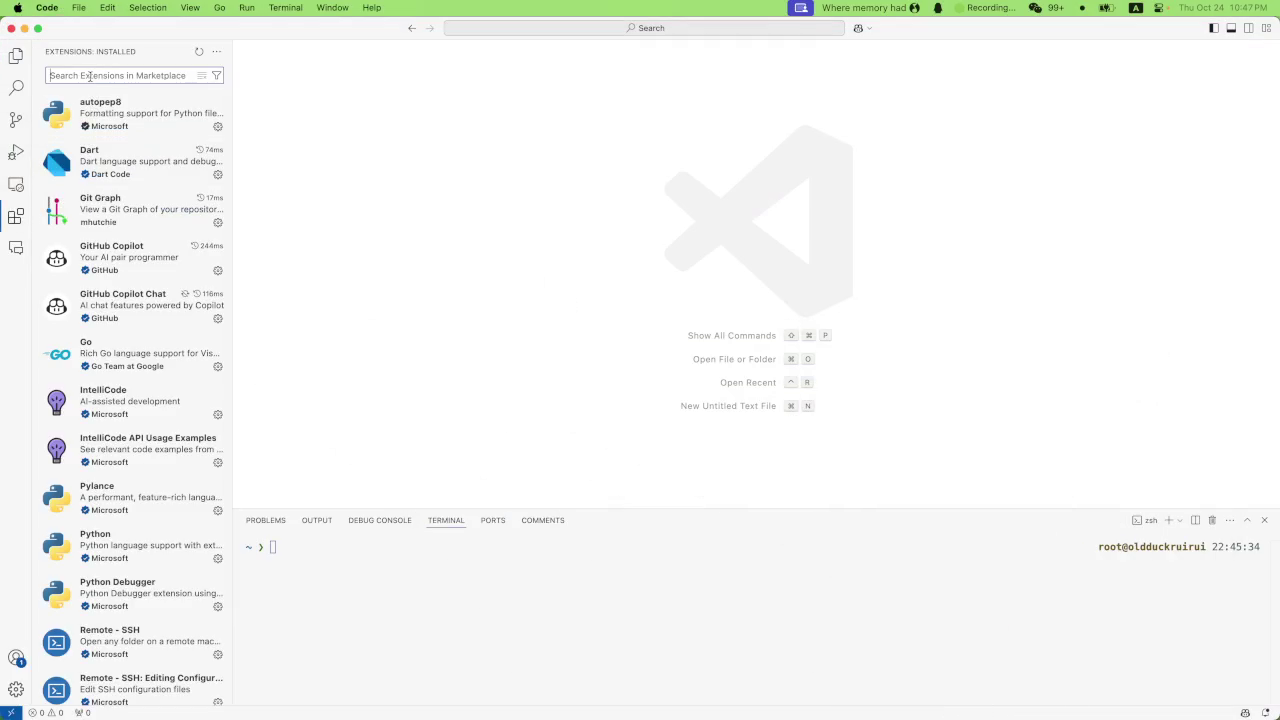 Code File Edit Selection View Go Run Terminal Window Help Where memory had Recording... 99+ A Thu Oct 24 10:47 PM
Search
EXTENSIONS: INSTALLED
Search Extensions in Marketplace
autopep8
Formatting support for Python file...
Microsoft
Dart 74ms
Dart language support and debug...
Dart Code
Git Graph 17ms
View a Git Graph of your repositor...
mhutchie
GitHub Copilot 244ms
Your AI pair programmer
GitHub
GitHub Copilot Chat 116ms
AI chat features powered by Copilot
GitHub
Go
Rich Go language support for Vis...
Go Team at Google
IntelliCode
AI-assisted development
Microsoft
IntelliCode API Usage Examples
See relevant code examples from ...
Microsoft
Pylance
A performant, feature-rich langua...
Microsoft
Python
Python language support with ext...
Microsoft
Python Debugger
Python Debugger extension using...
Microsoft
Remote - SSH
Open any folder on a remote mac...
Microsoft
Remote - SSH: Editing Configur...
Edit SSH configuration files
Microsoft
Show All Commands ⇧ ⌘ P
Open File or Folder ⌘ O
Open Recent ^ R
New Untitled Text File ⌘ N
PROBLEMS OUTPUT DEBUG CONSOLE TERMINAL PORTS COMMENTS zsh
~ ❯ root@oldduckruirui 22:45:34
1
0 0 0